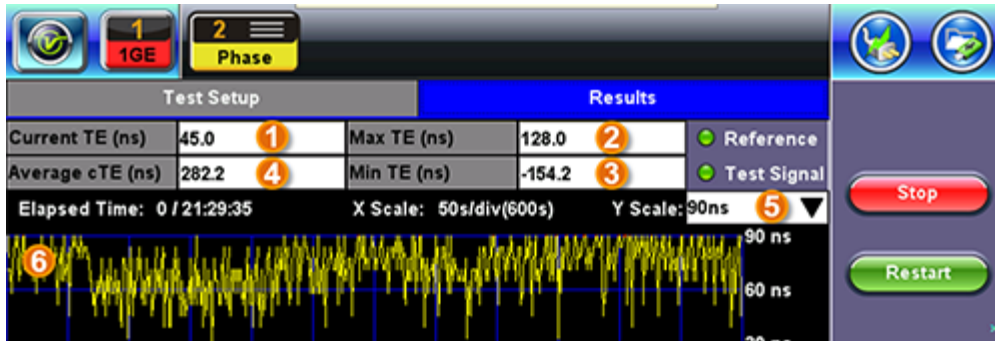 1
1GE
2
Phase
Test Setup
Results
Current TE (ns) 45.0 1 Max TE (ns) 128.0 2 Reference
Average cTE (ns) 282.2 4 Min TE (ns) -154.2 3 Test Signal
Elapsed Time: 0 / 21:29:35 X Scale: 50s/div(600s) Y Scale: 90ns 5
Stop
6
90 ns
Restart
60 ns